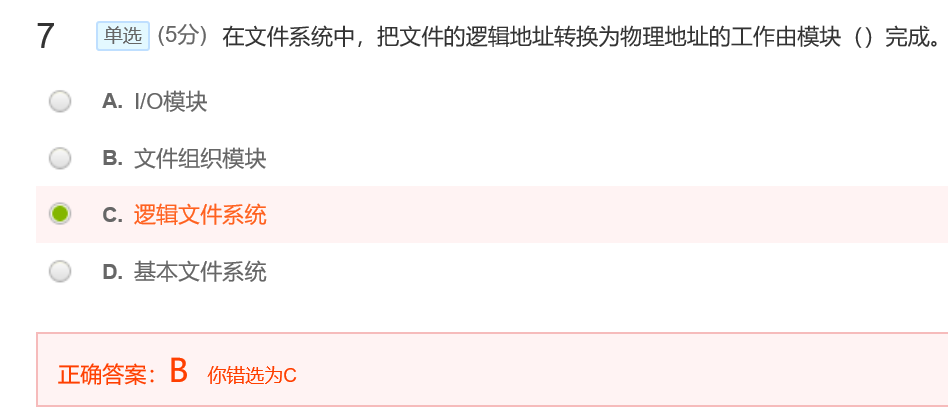 7 单选 (5分) 在文件系统中，把文件的逻辑地址转换为物理地址的工作由模块（）完成。
A. I/O模块
B. 文件组织模块
C. 逻辑文件系统
D. 基本文件系统
正确答案：B 你错选为C